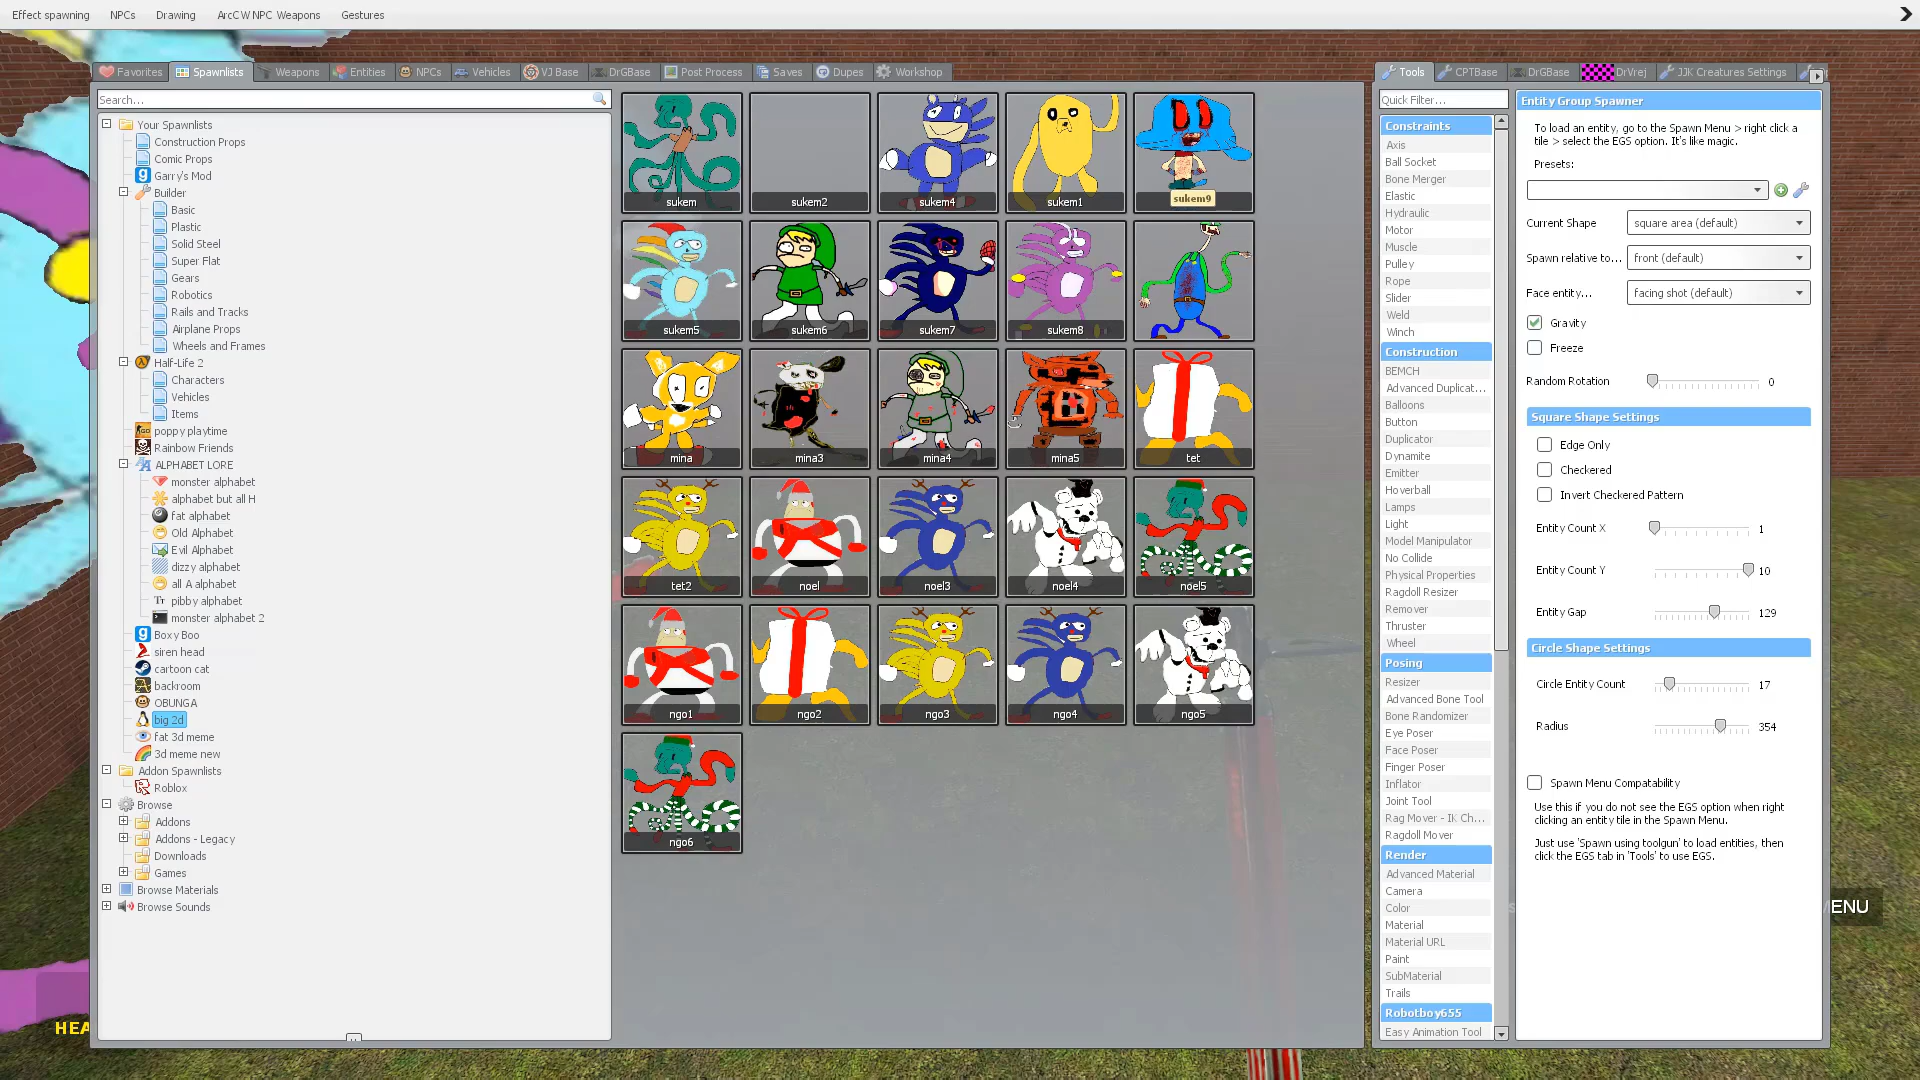 Effect spawning NPCs Drawing ArcCW NPC Weapons Gestures
Favorites Spawnlists Weapons Entities NPCs Vehicles VJ Base DrGBase Post Process Saves Dupes Workshop
Search...
Your Spawnlists
Construction Props
Comic Props
Garry's Mod
Builder
Basic
Plastic
Solid Steel
Super Flat
Gears
Robotics
Rails and Tracks
Airplane Props
Wheels and Frames
Half-Life 2
Characters
Vehicles
Items
poppy playtime
Rainbow Friends
ALPHABET LORE
monster alphabet
alphabet but all H
fat alphabet
Old Alphabet
Evil Alphabet
dizzy alphabet
all A alphabet
pibby alphabet
monster alphabet 2
Boxy Boo
siren head
cartoon cat
backroom
OBUNGA
big 2d
fat 3d meme
3d meme new
Addon Spawnlists
Roblox
Browse
Addons
Addons - Legacy
Downloads
Games
Browse Materials
Browse Sounds
HEA
sukem sukem2 sukem4 sukem1 sukem9
sukem5 sukem6 sukem7 sukem8
mina mina3 mina4 mina5 tet
tet2 noel noel3 noel4 noel5
ngo1 ngo2 ngo3 ngo4 ngo5
ngo6
Tools CPTBase DrGBase DrVrej JJK Creatures Settings
Quick Filter...
Constraints
Axis
Ball Socket
Bone Merger
Elastic
Hydraulic
Motor
Muscle
Pulley
Rope
Slider
Weld
Winch
Construction
BEMCH
Advanced Duplicat...
Balloons
Button
Duplicator
Dynamite
Emitter
Hoverball
Lamps
Light
Model Manipulator
No Collide
Physical Properties
Ragdoll Resizer
Remover
Thruster
Wheel
Posing
Resizer
Advanced Bone Tool
Bone Randomizer
Eye Poser
Face Poser
Finger Poser
Inflator
Joint Tool
Rag Mover - IK Ch...
Ragdoll Mover
Render
Advanced Material
Camera
Color
Material
Material URL
Paint
SubMaterial
Trails
Robotboy655
Easy Animation Tool
Entity Group Spawner
To load an entity, go to the Spawn Menu > right click a
tile > select the EGS option. It's like magic.
Presets:
Current Shape square area (default)
Spawn relative to... front (default)
Face entity... facing shot (default)
Gravity
Freeze
Random Rotation 0
Square Shape Settings
Edge Only
Checkered
Invert Checkered Pattern
Entity Count X 1
Entity Count Y 10
Entity Gap 129
Circle Shape Settings
Circle Entity Count 17
Radius 354
Spawn Menu Compatability
Use this if you do not see the EGS option when right
clicking an entity tile in the Spawn Menu.
Just use 'Spawn using toolgun' to load entities, then
click the EGS tab in 'Tools' to use EGS.
ENU